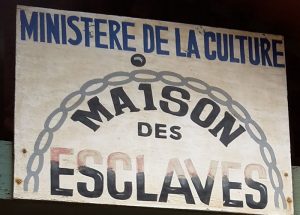 MINISTERE DE LA CULTURE
MAISON
DES
ESCLAVES